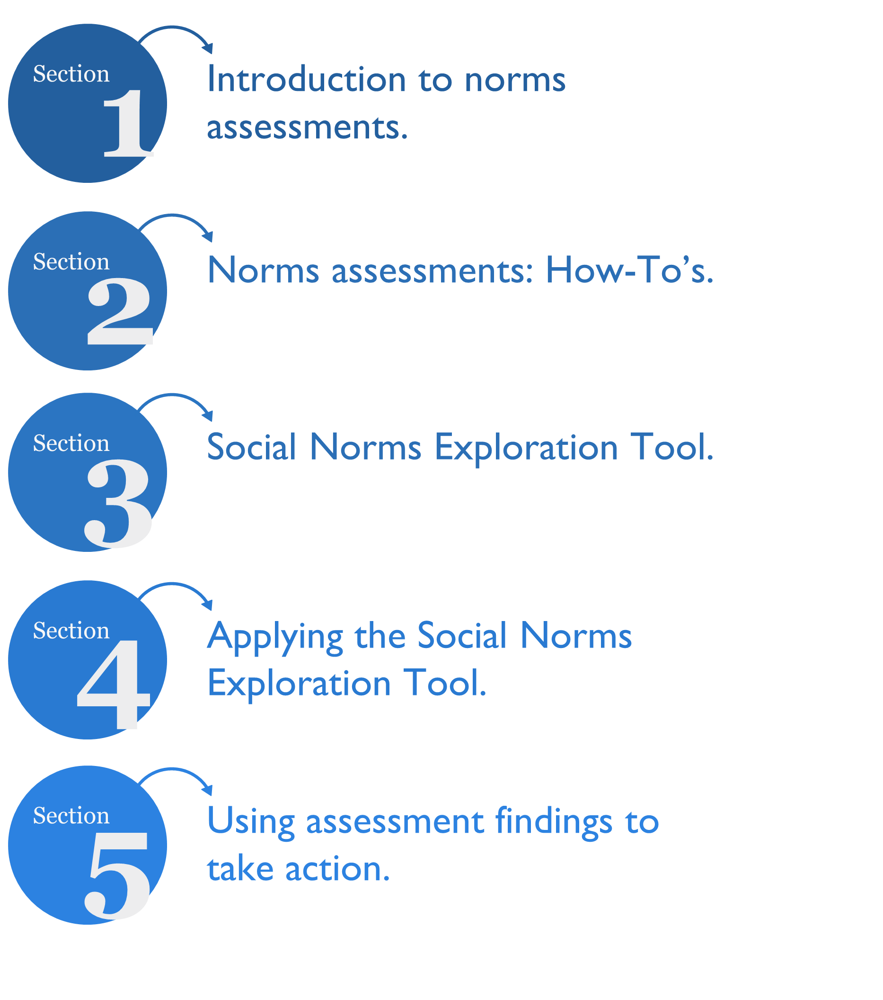 Section
1
Introduction to norms
assessments.
Section
2
Norms assessments: How-To’s.
Section
3
Social Norms Exploration Tool.
Section
4
Applying the Social Norms
Exploration Tool.
Section
5
Using assessment findings to
take action.